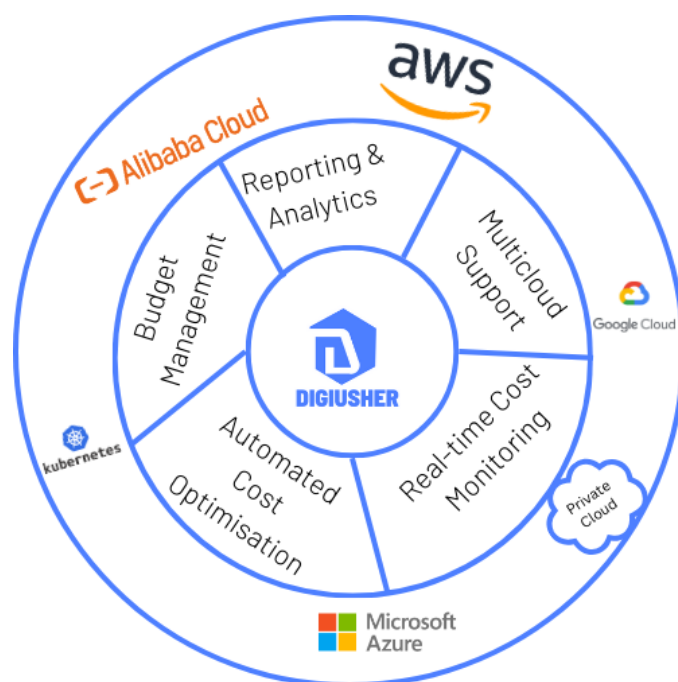 aws
Alibaba Cloud
Reporting &
Analytics
Multicloud
Support
Budget
Management
Google Cloud
DIGIUSHER
Real-time Cost
Monitoring
Automated
Cost
Optimisation
kubernetes
Private
Cloud
Microsoft
Azure